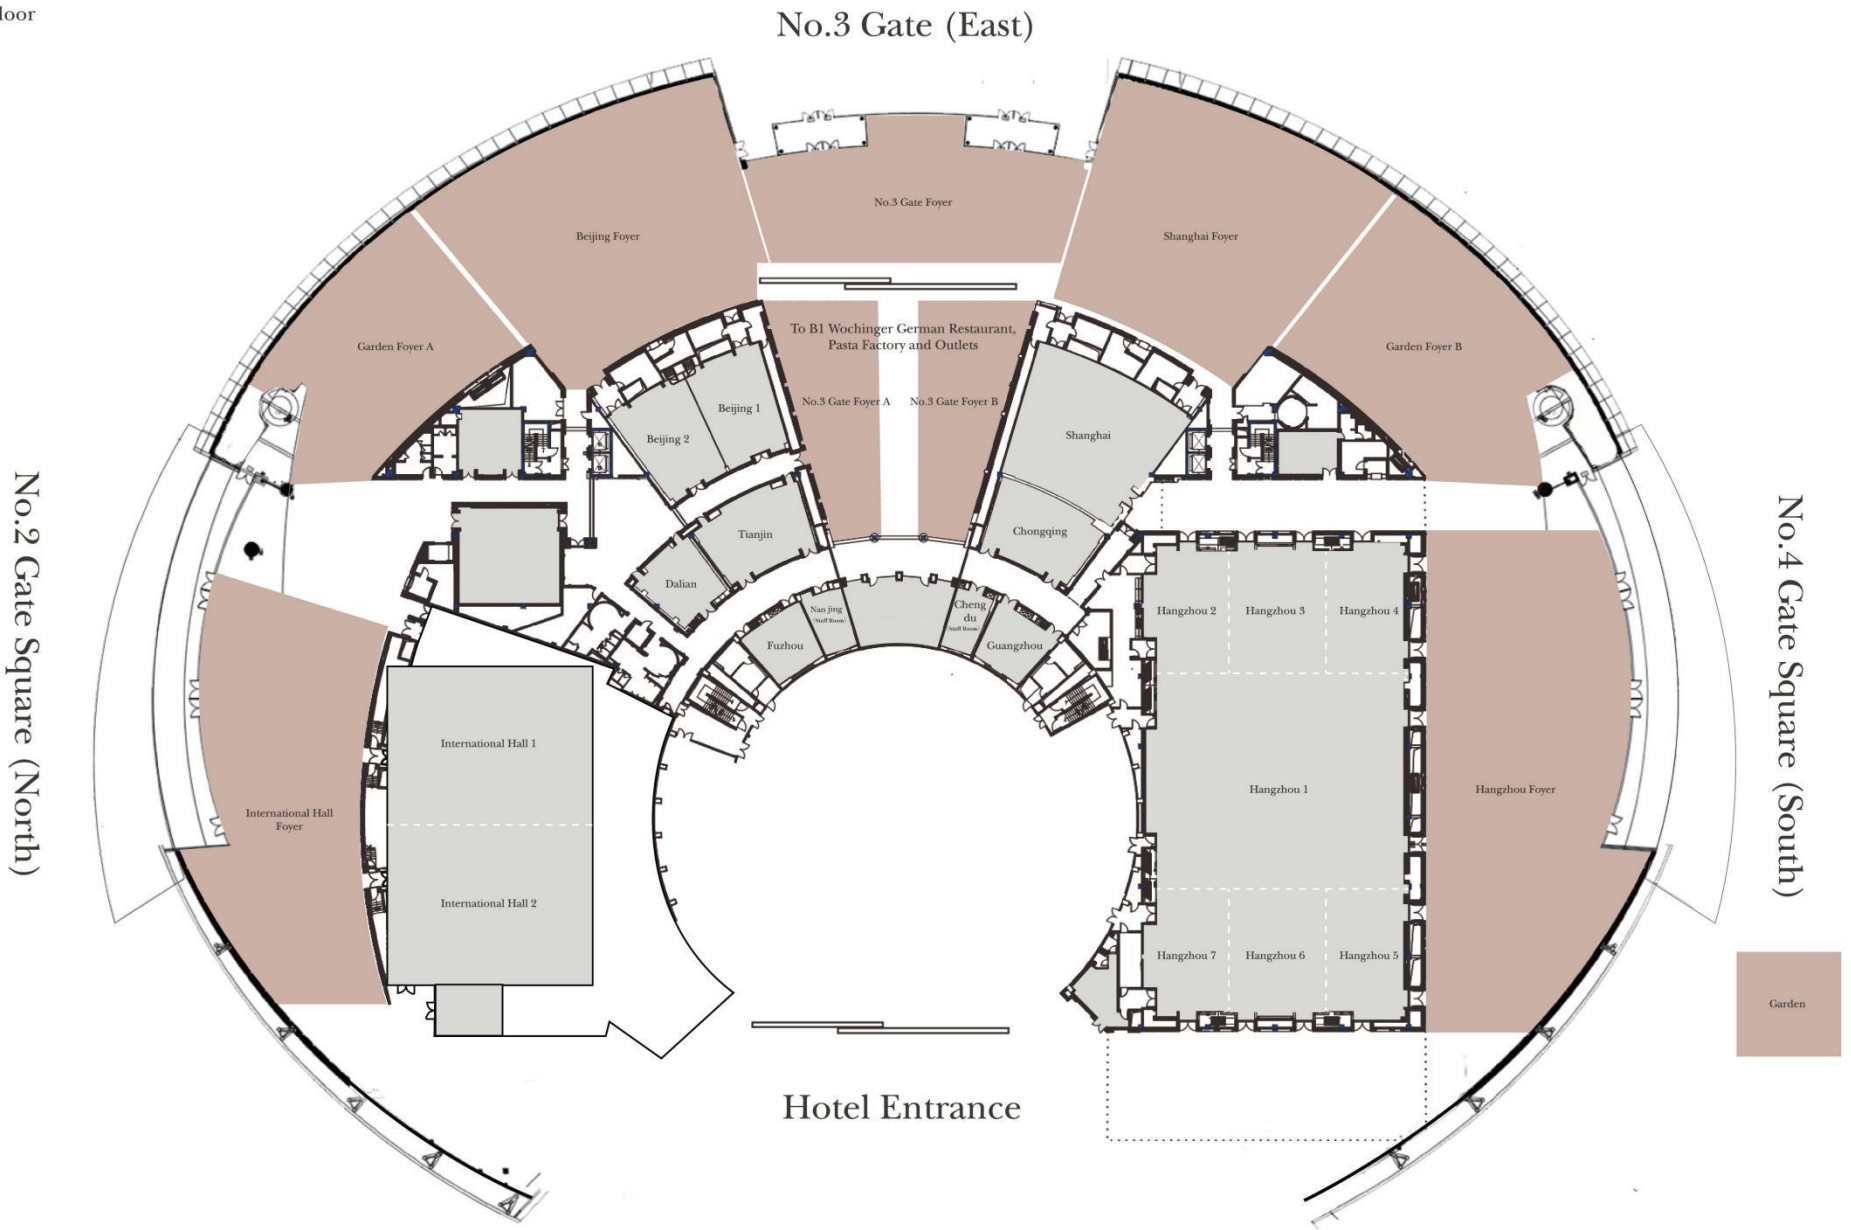 loor
No.3 Gate (East)
No.3 Gate Foyer
Beijing Foyer
Shanghai Foyer
Garden Foyer A
To B1 Wochinger German Restaurant,
Pasta Factory and Outlets
Garden Foyer B
No.3 Gate Foyer A
No.3 Gate Foyer B
Beijing 1
Beijing 2
Shanghai
Tianjin
Chongqing
Dalian
Nan jing
(Staff Room)
Cheng
du
(Staff Room)
Fuzhou
Guangzhou
Hangzhou 2
Hangzhou 3
Hangzhou 4
No.2 Gate Square (North)
No.4 Gate Square (South)
International Hall 1
Hangzhou 1
Hangzhou Foyer
International Hall
Foyer
International Hall 2
Hangzhou 7
Hangzhou 6
Hangzhou 5
Garden
Hotel Entrance